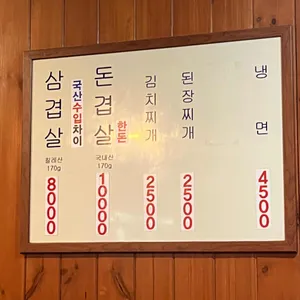 삼겹살
국산수입차이
칠레산
170g
8000
돈겹살
한돈
국내산
170g
10000
김치찌개
2500
된장찌개
2500
냉면
4500